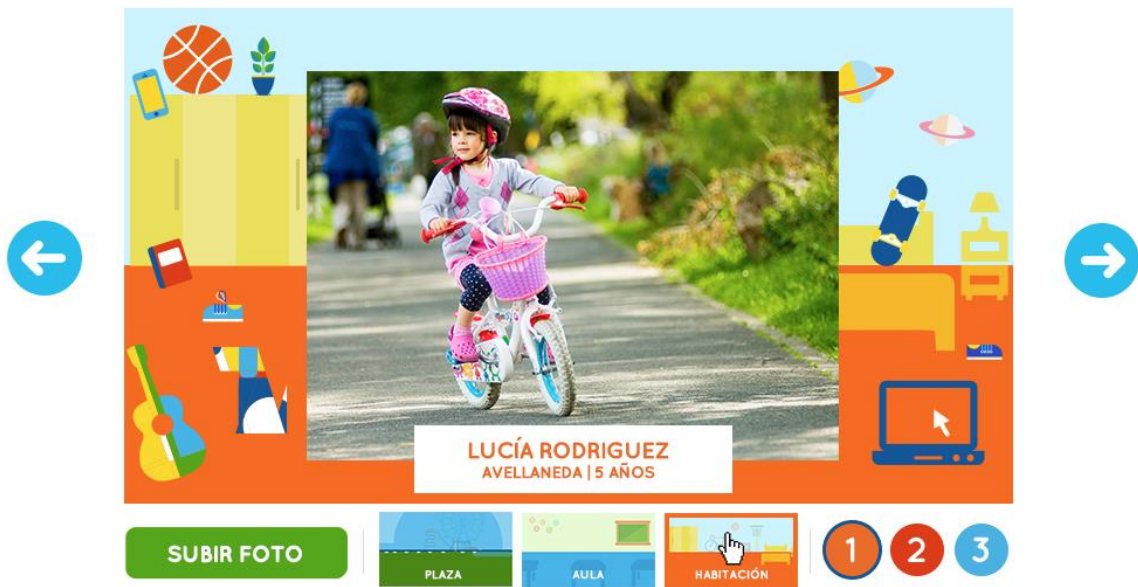 LUCÍA RODRIGUEZ
AVELLANEDA | 5 AÑOS
SUBIR FOTO
PLAZA
AULA
HABITACIÓN
1
2
3